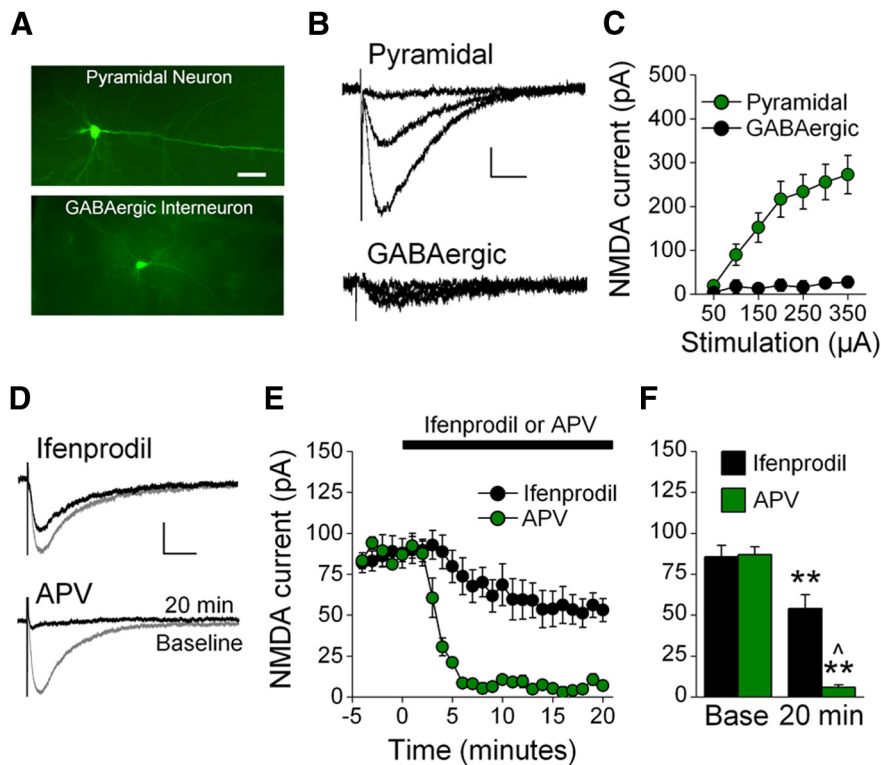 A
Pyramidal Neuron
GABAergic Interneuron
B
Pyramidal
GABAergic
C
500
400
300
200
100
0
NMDA current (pA)
Pyramidal
GABAergic
50 150 250 350
Stimulation (µA)
D
Ifenprodil
APV
20 min
Baseline
E
Ifenprodil or APV
150
125
100
75
50
25
0
NMDA current (pA)
Ifenprodil
APV
-5 0 5 10 15 20
Time (minutes)
F
150
125
100
75
50
25
0
Ifenprodil
APV
**
^
**
Base 20 min